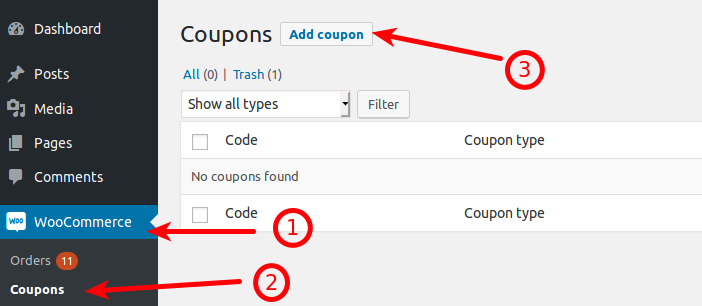 Dashboard
Posts
Media
Pages
Comments
woo WooCommerce
Orders 11
Coupons
Coupons Add coupon
All (0) | Trash (1)
Show all types Filter
Code Coupon type
No coupons found
Code Coupon type
1
2
3